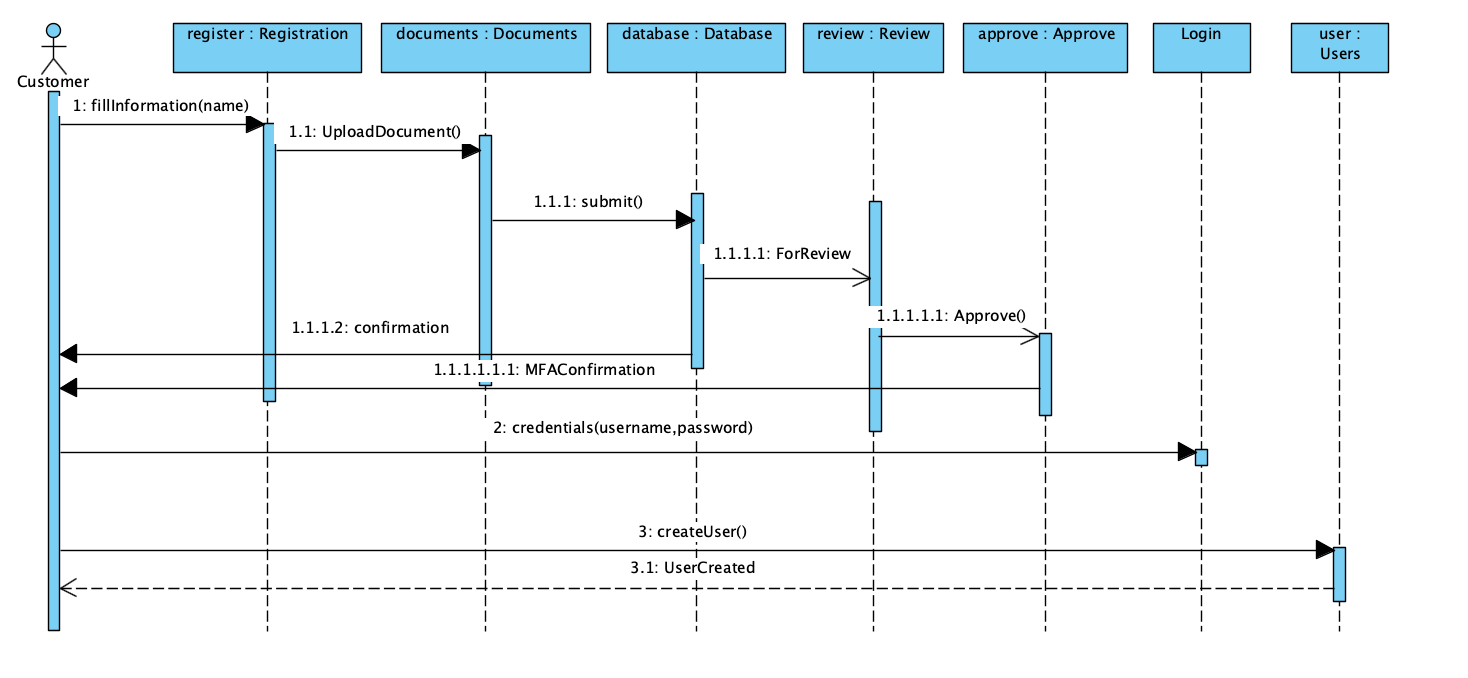 register : Registration
documents : Documents
database : Database
review : Review
approve : Approve
Login
user :
Users
Customer
1: fillInformation(name)
1.1: UploadDocument()
1.1.1: submit()
1.1.1.1: ForReview
1.1.1.1.1: Approve()
1.1.1.2: confirmation
1.1.1.1.1.1: MFAConfirmation
2: credentials(username,password)
3: createUser()
3.1: UserCreated